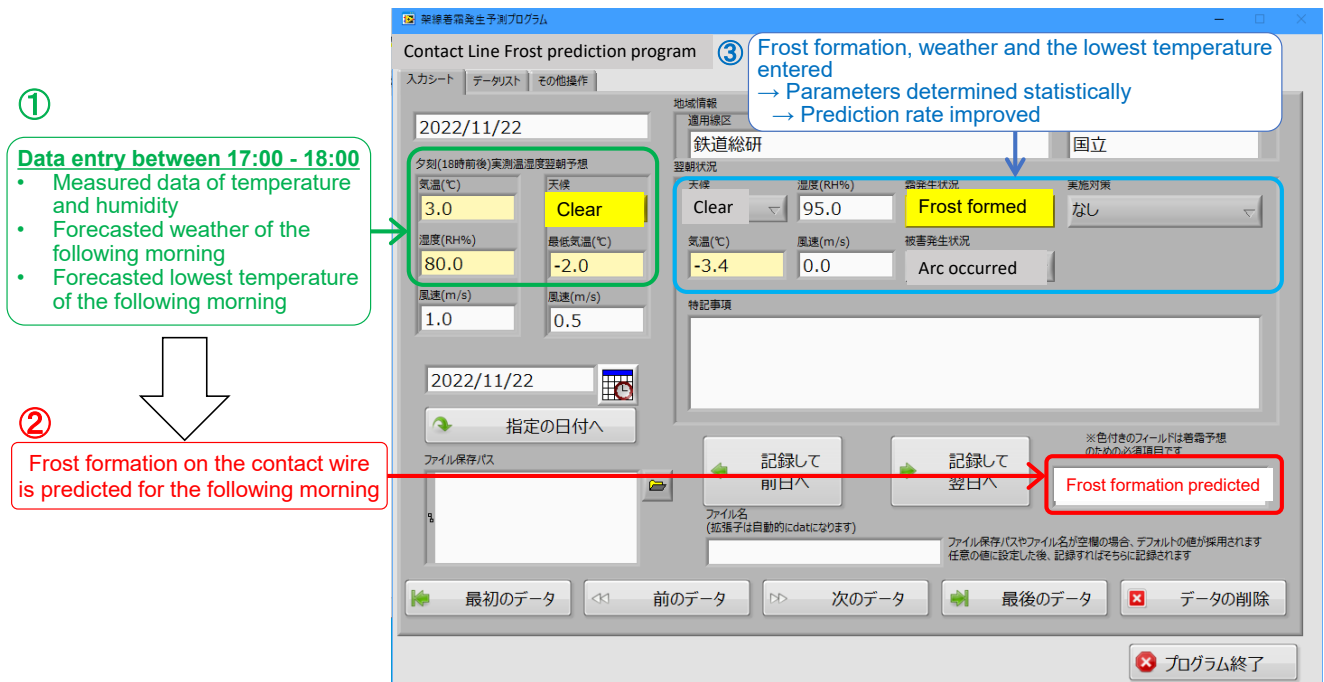 架線着霜発生予測プログラム
Contact Line Frost prediction program
③
Frost formation, weather and the lowest temperature
entered
→ Parameters determined statistically
→ Prediction rate improved
入力シート
データリスト
その他操作
①
Data entry between 17:00 - 18:00
• Measured data of temperature
and humidity
• Forecasted weather of the
following morning
• Forecasted lowest temperature
of the following morning
②
Frost formation on the contact wire
is predicted for the following morning
2022/11/22
夕刻(18時前後)実測温湿度翌朝予想
気温(℃)
天候
3.0
Clear
湿度(RH%)
最低気温(℃)
80.0
-2.0
風速(m/s)
風速(m/s)
1.0
0.5
地域情報
適用線区
鉄道総研
国立
翌朝状況
天候
湿度(RH%)
霜発生状況
実施対策
Clear
95.0
Frost formed
なし
気温(℃)
風速(m/s)
被害発生状況
-3.4
0.0
Arc occurred
特記事項
2022/11/22
指定の日付へ
ファイル保存パス
記録して
前日へ
記録して
翌日へ
※色付きのフィールドは着霜予想
のための必須項目です
Frost formation predicted
ファイル名
(拡張子は自動的にdatになります)
ファイル保存パスやファイル名が空欄の場合、デフォルトの値が採用されます
任意の値に設定した後、記録すればそちらに記録されます
最初のデータ
前のデータ
次のデータ
最後のデータ
データの削除
プログラム終了